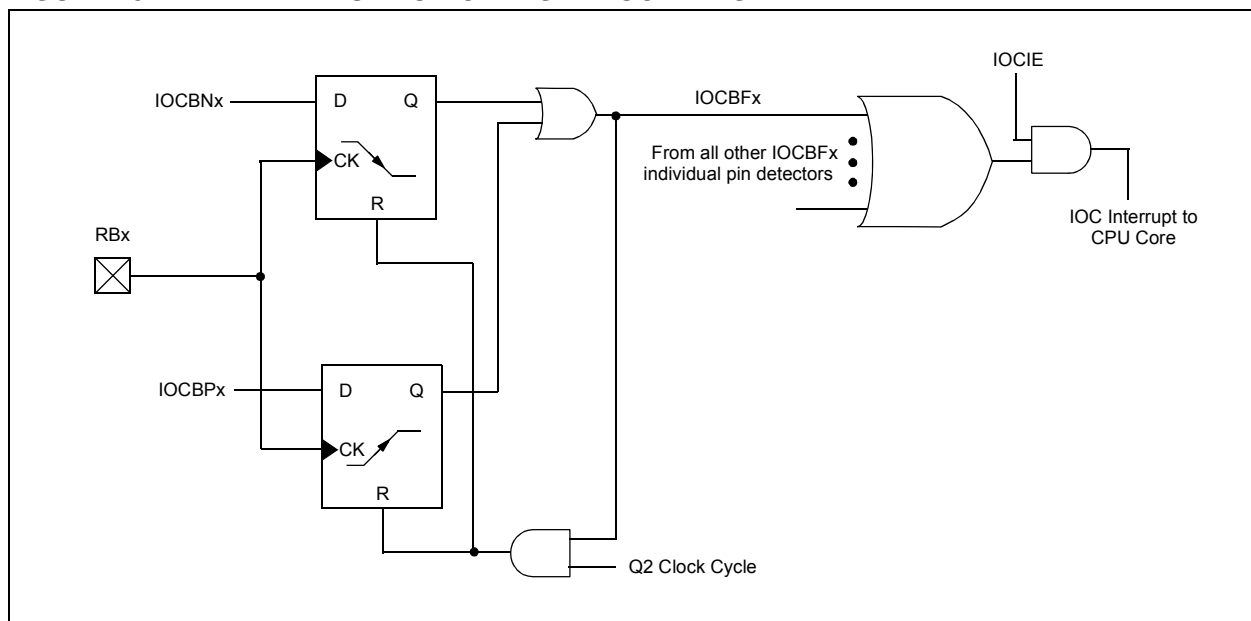 IOCIE
IOCBNx
D
Q
IOCBFx
CK
From all other IOCBFx
individual pin detectors
R
IOC Interrupt to
CPU Core
RBx
IOCBPx
D
Q
CK
R
Q2 Clock Cycle